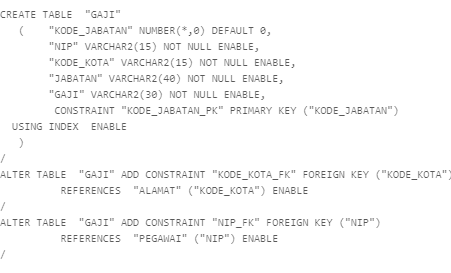 CREATE TABLE  "GAJI"
   (    "KODE_JABATAN" NUMBER(*,0) DEFAULT 0,
        "NIP" VARCHAR2(15) NOT NULL ENABLE,
        "KODE_KOTA" VARCHAR2(15) NOT NULL ENABLE,
        "JABATAN" VARCHAR2(40) NOT NULL ENABLE,
        "GAJI" VARCHAR2(30) NOT NULL ENABLE,
         CONSTRAINT "KODE_JABATAN_PK" PRIMARY KEY ("KODE_JABATAN")
  USING INDEX  ENABLE
   )
/
ALTER TABLE  "GAJI" ADD CONSTRAINT "KODE_KOTA_FK" FOREIGN KEY ("KODE_KOTA")
          REFERENCES  "ALAMAT" ("KODE_KOTA") ENABLE
/
ALTER TABLE  "GAJI" ADD CONSTRAINT "NIP_FK" FOREIGN KEY ("NIP")
          REFERENCES  "PEGAWAI" ("NIP") ENABLE
/